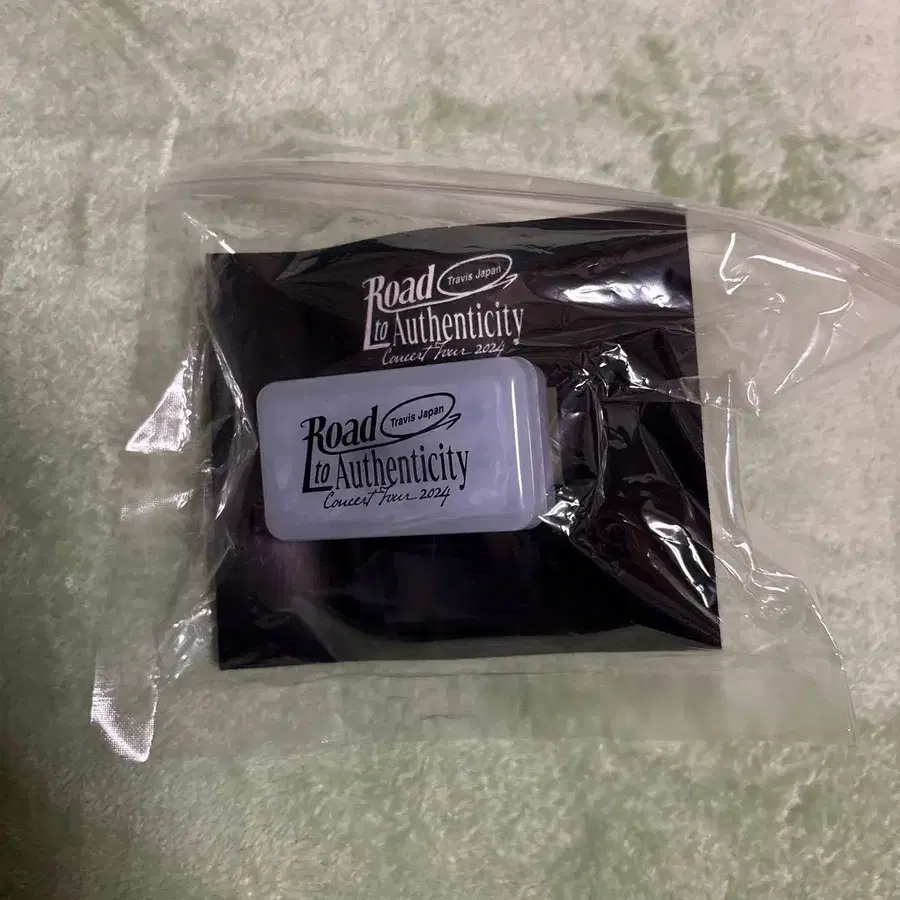 Road Travis Japan
to Authenticity
Concert Tour 2024
Road Travis Japan
to Authenticity
Concert Tour 2024